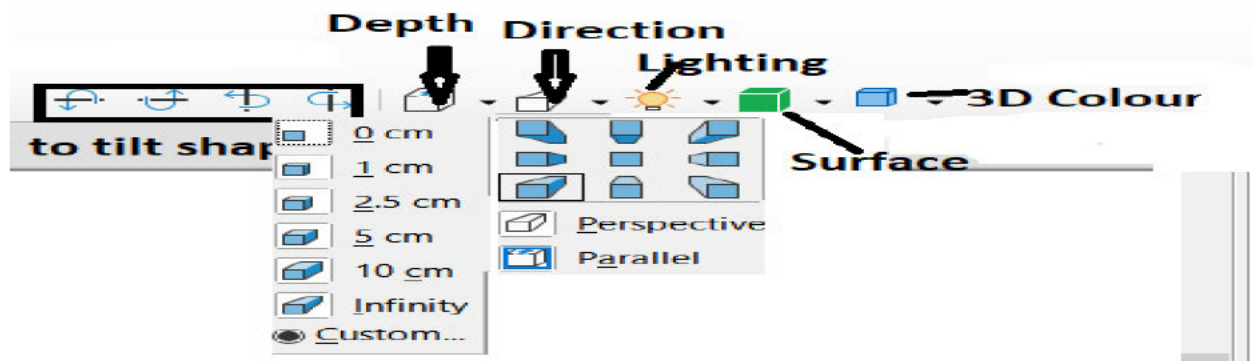 Depth Direction
Lighting
3D Colour
to tilt shap
Surface
0 cm
1 cm
2.5 cm
5 cm
10 cm
Infinity
Custom...
Perspective
Parallel